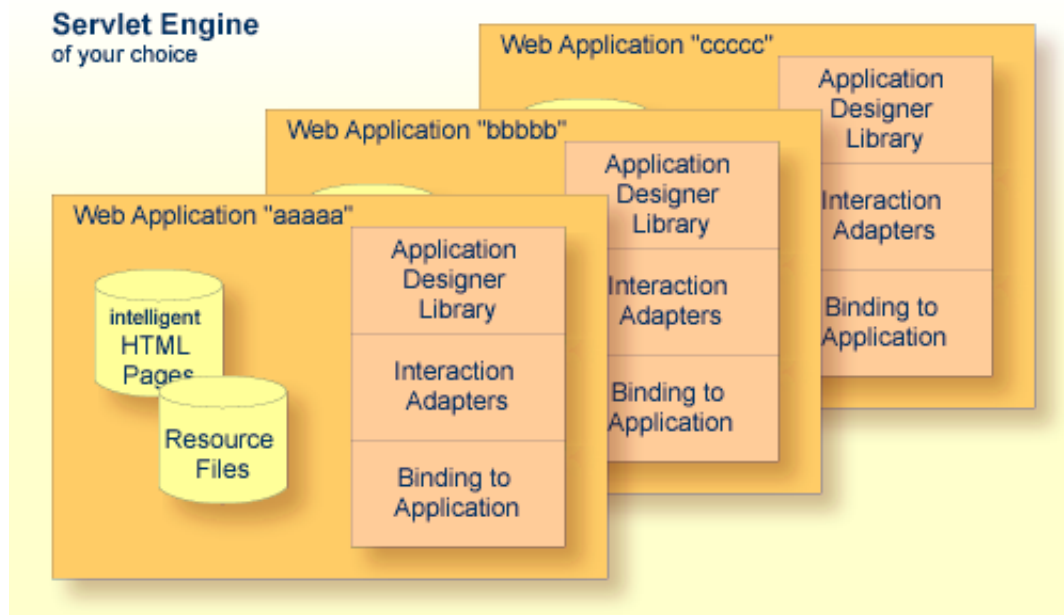 Servlet Engine
of your choice
Web Application "ccccc"
Application
Designer
Library
Interaction
Adapters
Binding to
Application
Web Application "bbbbb"
Application
Designer
Library
Interaction
Adapters
Binding to
Application
Web Application "aaaaa"
intelligent
HTML
Pages
Resource
Files
Application
Designer
Library
Interaction
Adapters
Binding to
Application